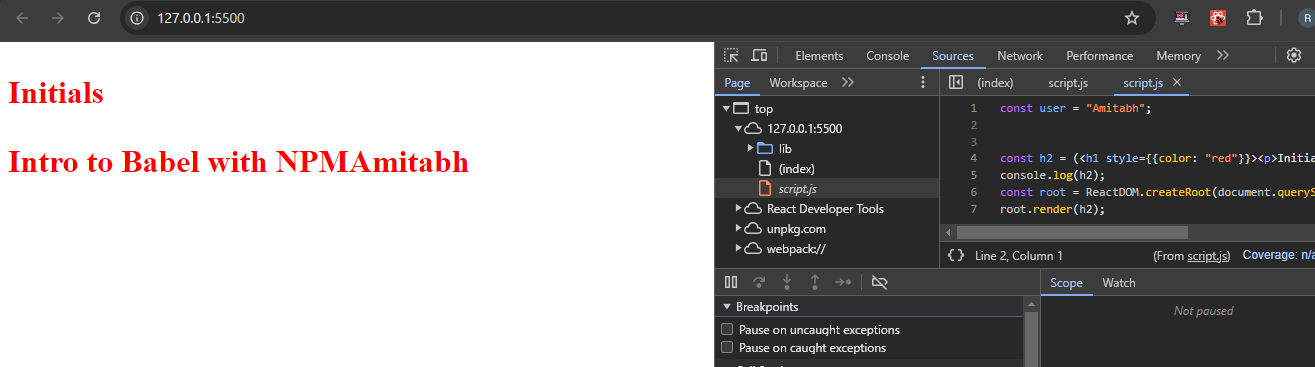 127.0.0.1:5500
R
Initials
Intro to Babel with NPMAmitabh
Elements Console Sources Network Performance Memory
Page Workspace
(index) script.js script.js
top
127.0.0.1:5500
lib
(index)
script.js
React Developer Tools
unpkg.com
webpack://
1 const user = "Amitabh";
2
3
4 const h2 = (<h1 style={{color: "red"}}><p>Initia
5 console.log(h2);
6 const root = ReactDOM.createRoot(document.queryS
7 root.render(h2);
{} Line 2, Column 1 (From script.js) Coverage: n/a
Scope Watch
Breakpoints
Not paused
Pause on uncaught exceptions
Pause on caught exceptions